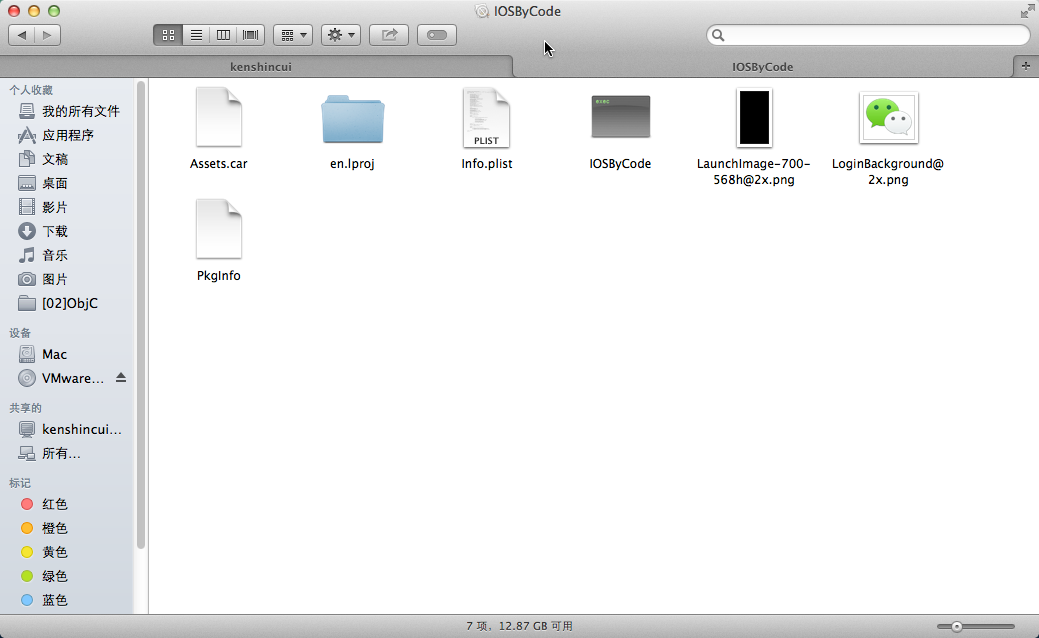 IOSByCode
kenshincui
IOSByCode
个人收藏
我的所有文件
应用程序
文稿
桌面
影片
下载
音乐
图片
[02]ObjC
设备
Mac
VMware...
共享的
kenshincui...
所有...
标记
红色
橙色
黄色
绿色
蓝色
Assets.car
en.lproj
PLIST
Info.plist
exec
IOSByCode
LaunchImage-700-
568h@2x.png
LoginBackground@
2x.png
PkgInfo
7 项，12.87 GB 可用